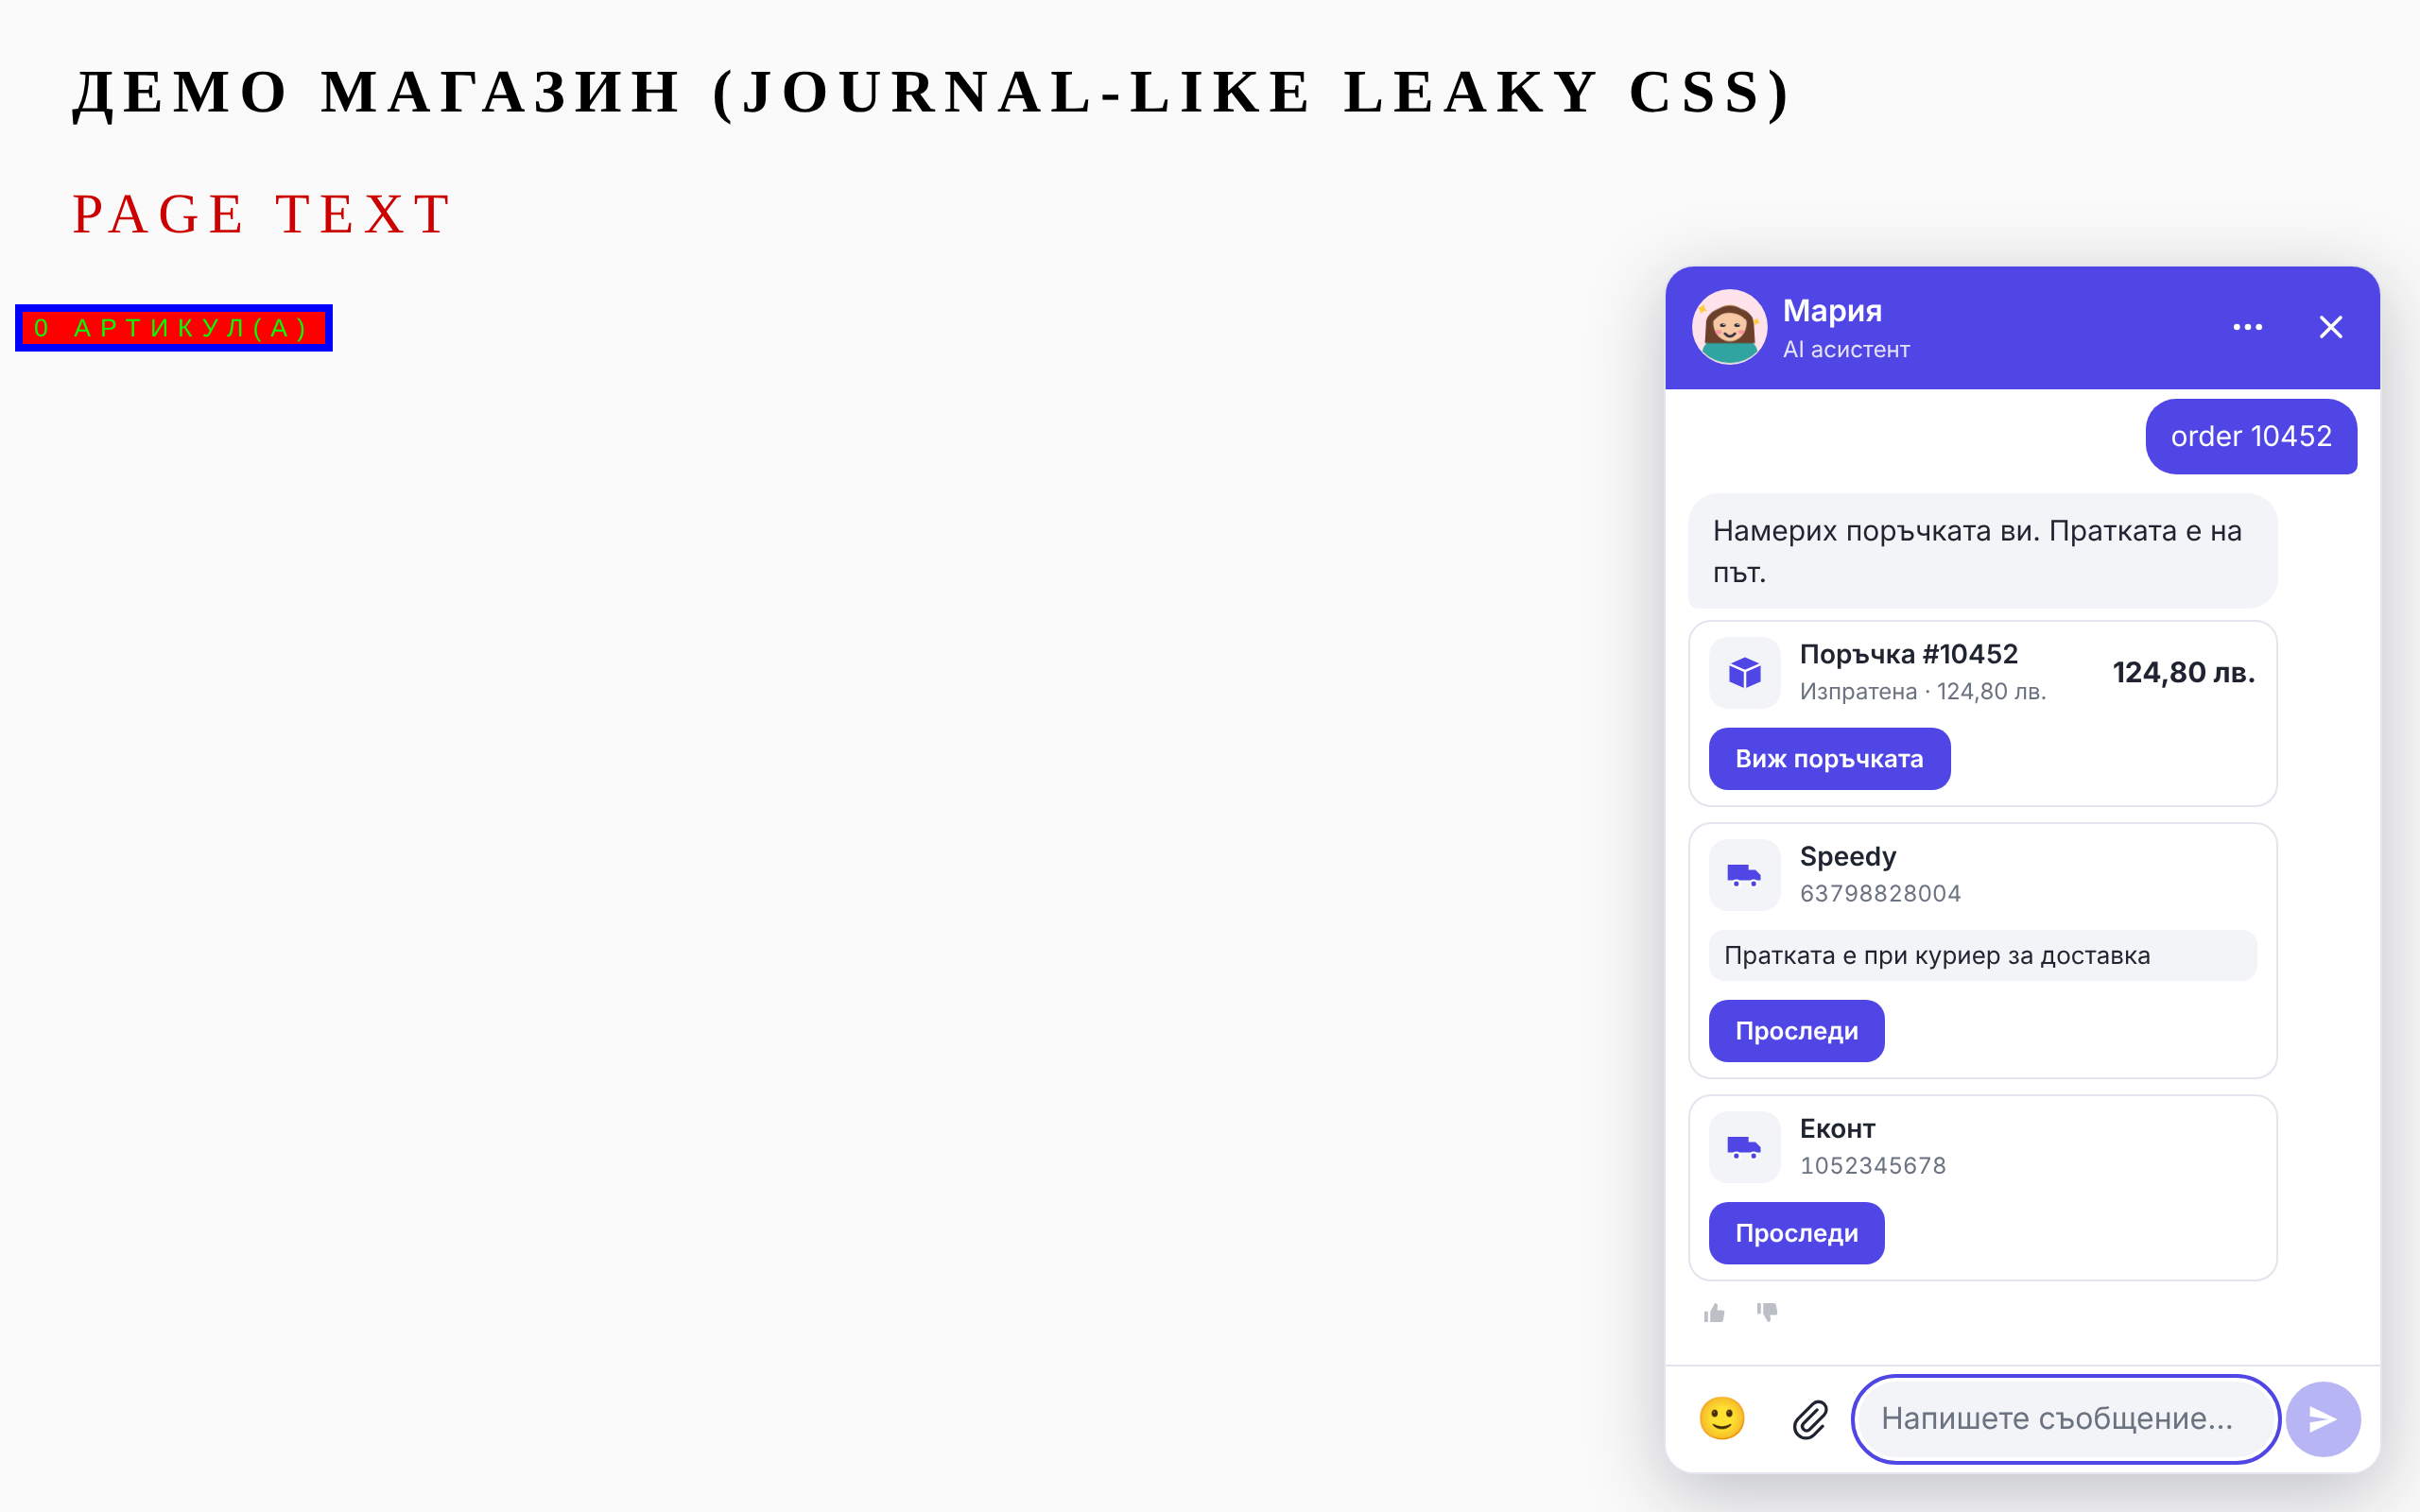 ДЕМО МАГАЗИН (JOURNAL-LIKE LEAKY CSS)
PAGE TEXT
0 АРТИКУЛ(А)
Мария
AI асистент
order 10452
Намерих поръчката ви. Пратката е на
път.
Поръчка #10452
Изпратена · 124,80 лв.
124,80 лв.
Виж поръчката
Speedy
63798828004
Пратката е при куриер за доставка
Проследи
Еконт
1052345678
Проследи
Напишете съобщение...